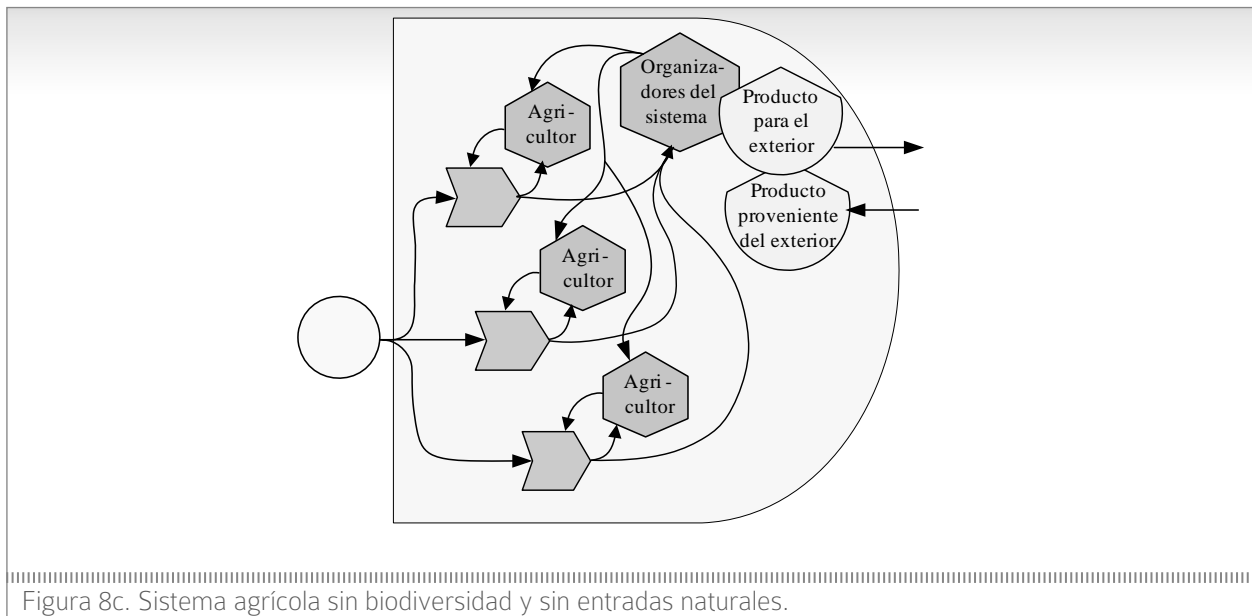 Organiza-
dores del
sistema
Producto
para el
exterior
Agri-
cultor
Producto
proveniente
del exterior
Agri-
cultor
Agri-
cultor
Figura 8c. Sistema agrícola sin biodiversidad y sin entradas naturales.